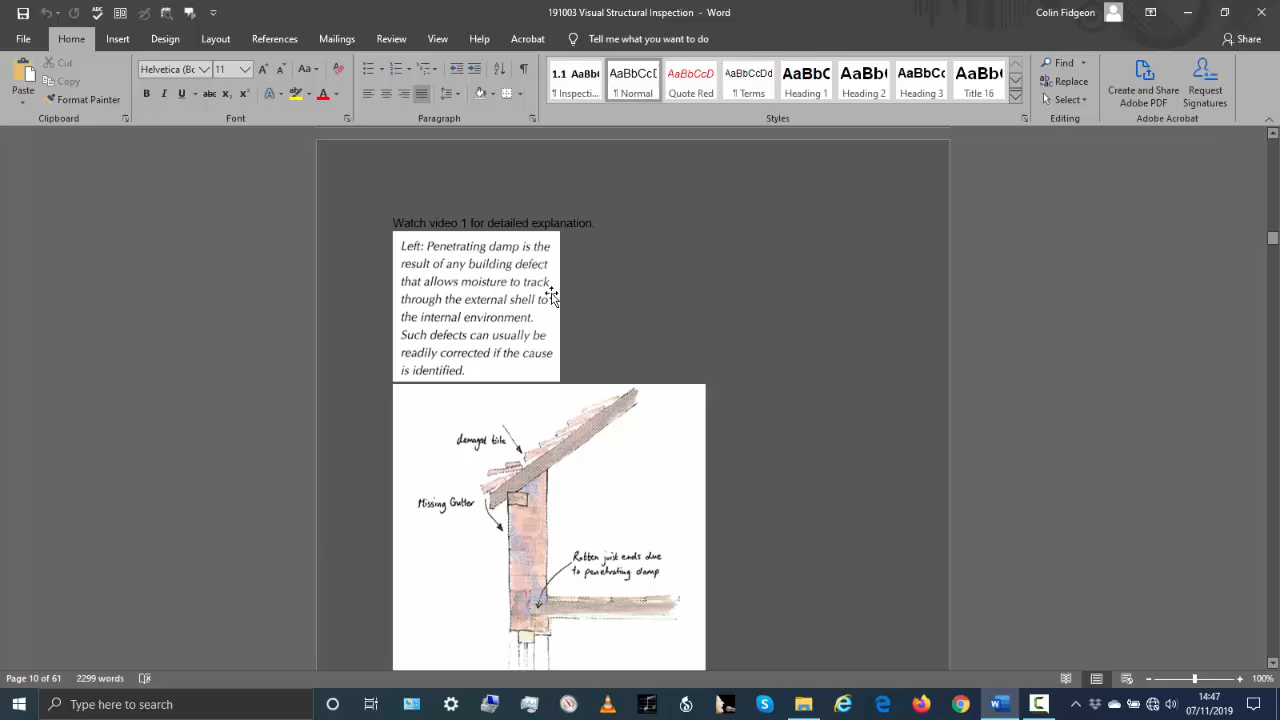 191003 Visual Structural Inspection - Word
Colin Fidgeon
File Home Insert Design Layout References Mailings Review View Help Acrobat Tell me what you want to do Share
Paste
Cut
Copy
Format Painter
Clipboard
Helvetica (Bc 11
Font
Paragraph
1.1 AaBb( AaBbCcD AaBbCcD AaBbCcDd AaBbC AaBb( AaBbCc AaBb(
¶ Inspecti... ¶ Normal Quote Red ¶ Terms Heading 1 Heading 2 Heading 3 Title 16
Styles
Find
Replace
Select
Editing
Create and Share
Adobe PDF
Request
Signatures
Adobe Acrobat
Watch video 1 for detailed explanation.
Left: Penetrating damp is the
result of any building defect
that allows moisture to track
through the external shell to
the internal environment.
Such defects can usually be
readily corrected if the cause
is identified.
damaged tile
Missing Gutter
Rotten joist ends due
to penetrating damp
Page 10 of 61 2299 words 100%
Type here to search
14:47
07/11/2019